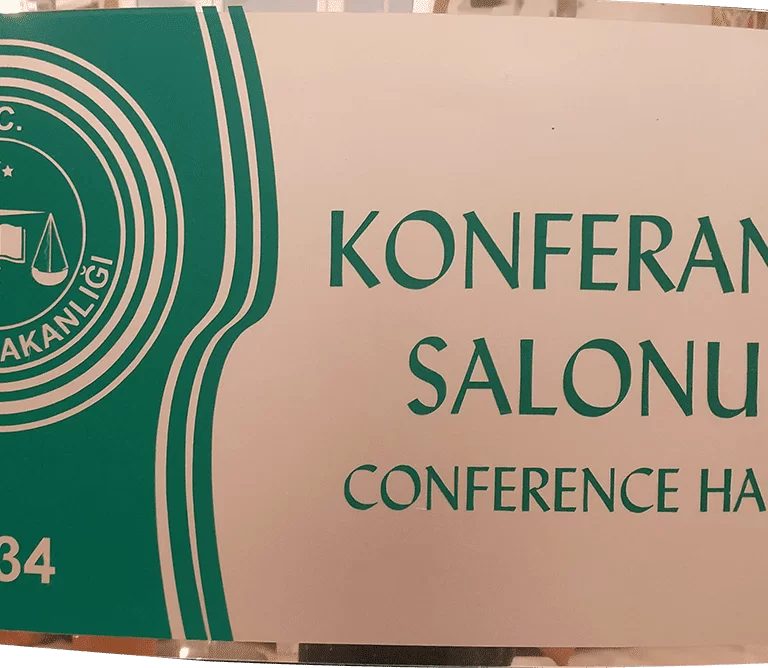 C.
AKANLIĞI
34
KONFERAN
SALONU
CONFERENCE HA